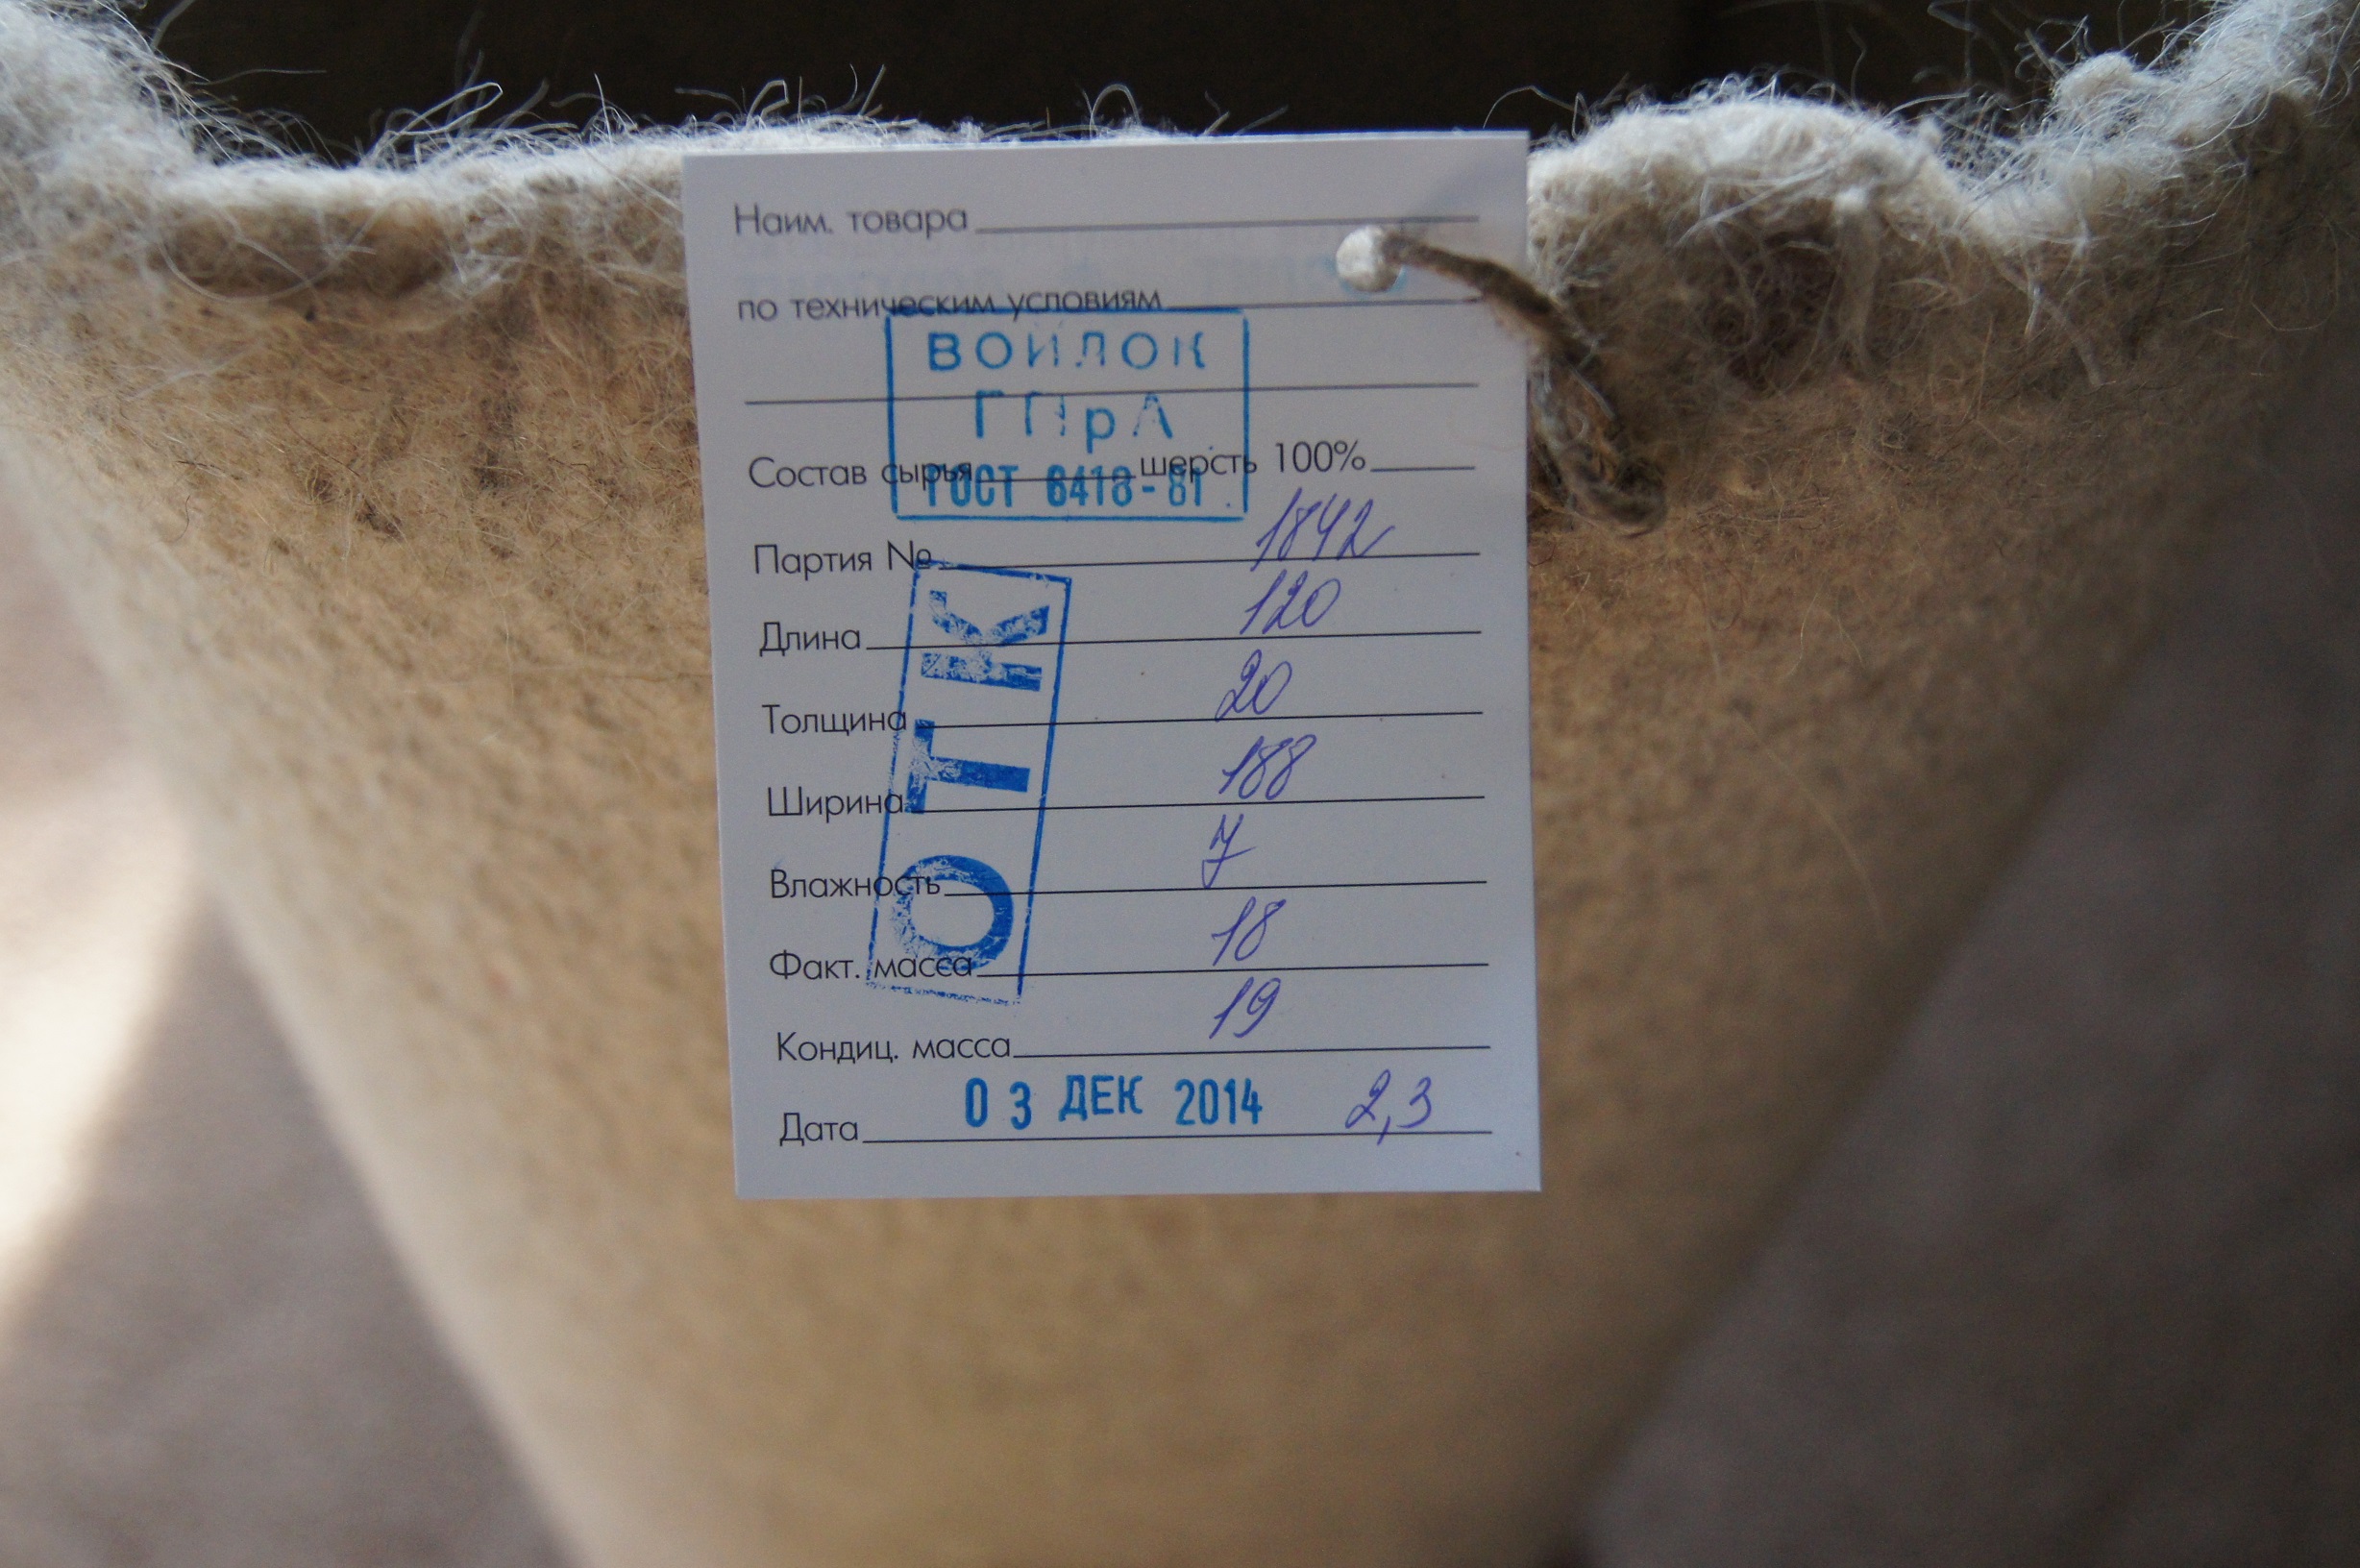 Наим. товара
по техническим условиям
ВОЙЛОК
ГПрА
Состав сырья шерсть 100%
ГОСТ 6418-81
Партия № 1842
Длина 120
Толщина 20
Ширина 188
Влажность 7
Факт. масса 18
Кондиц. масса 19
Дата 03 ДЕК 2014 2,3
ОТК